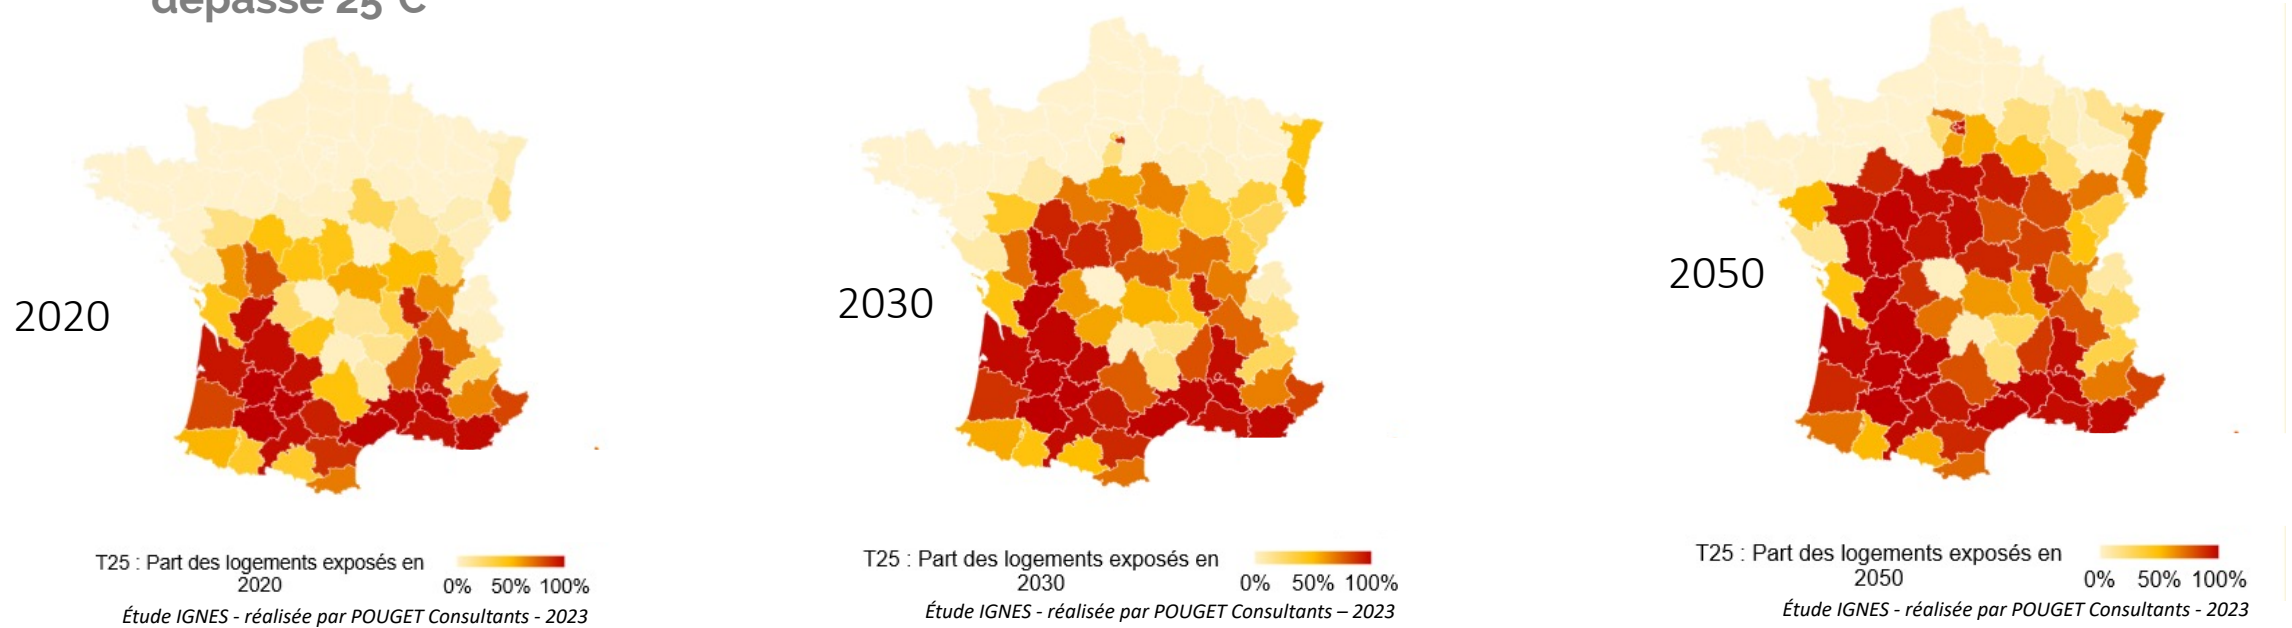 dépasse 25°C
2020
2030
2050
T25 : Part des logements exposés en
2020
0% 50% 100%
Étude IGNES - réalisée par POUGET Consultants - 2023
T25 : Part des logements exposés en
2030
0% 50% 100%
Étude IGNES - réalisée par POUGET Consultants – 2023
T25 : Part des logements exposés en
2050
0% 50% 100%
Étude IGNES - réalisée par POUGET Consultants - 2023